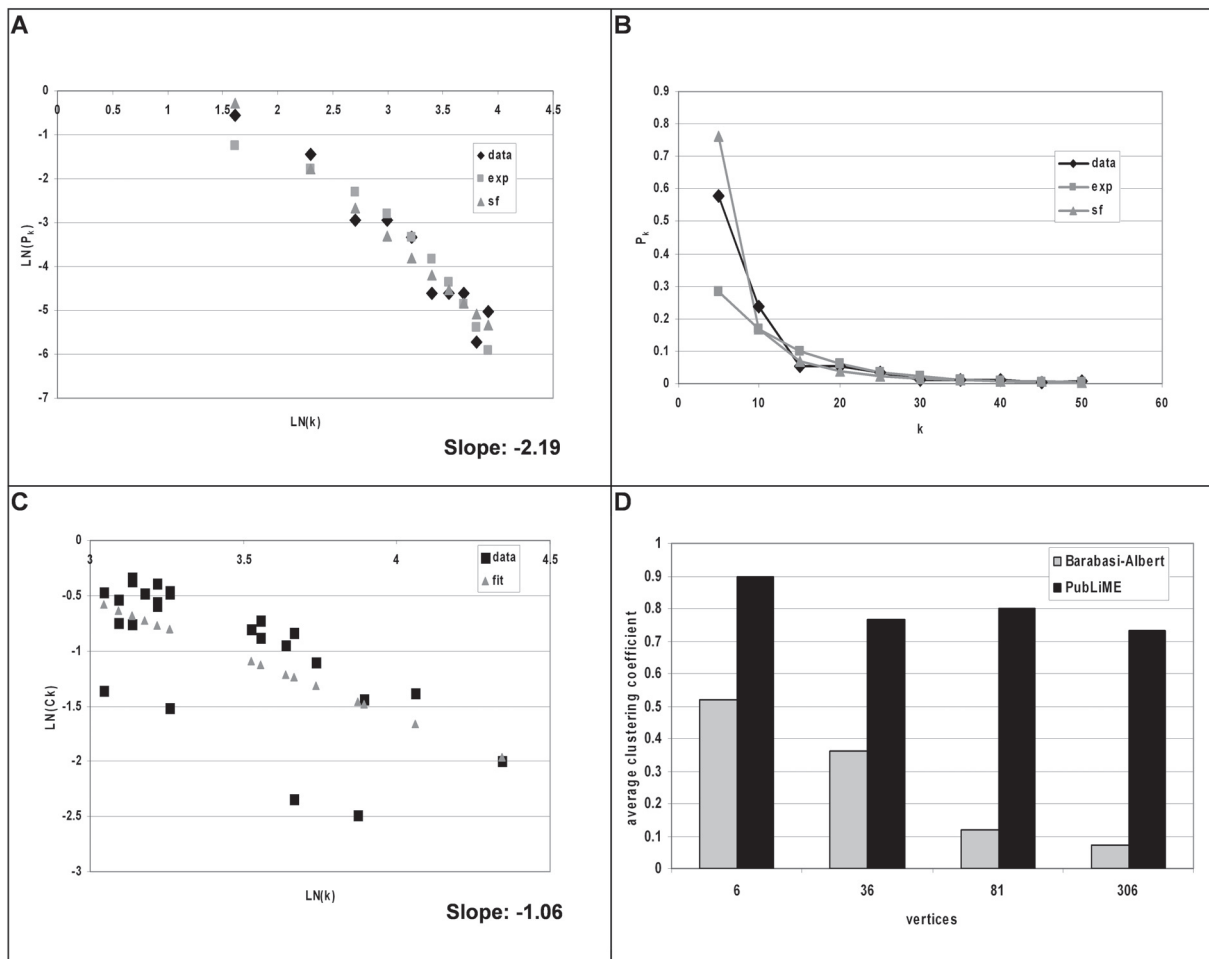 A
0
0 0.5 1 1.5 2 2.5 3 3.5 4 4.5
-1
-2
-3
-4
-5
-6
-7
LN(Pk)
LN(k)
data
exp
sf
Slope: -2.19
B
0.9
0.8
0.7
0.6
0.5
0.4
0.3
0.2
0.1
0
Pk
0 10 20 30 40 50 60
k
data
exp
sf
C
0
3 3.5 4 4.5
-0.5
-1
-1.5
-2
-2.5
-3
LN(Ck)
LN(k)
data
fit
Slope: -1.06
D
1
0.9
0.8
0.7
0.6
0.5
0.4
0.3
0.2
0.1
0
average clustering coefficient
Barabasi-Albert
PubLiME
6 36 81 306
vertices